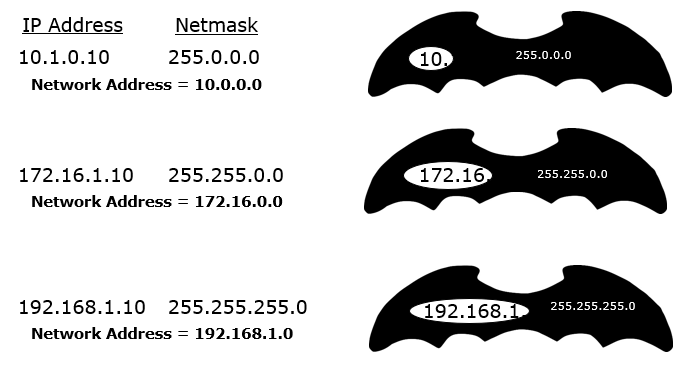 IP Address Netmask
10.1.0.10 255.0.0.0
Network Address = 10.0.0.0
10. 255.0.0.0
172.16.1.10 255.255.0.0
Network Address = 172.16.0.0
172.16. 255.255.0.0
192.168.1.10 255.255.255.0
Network Address = 192.168.1.0
192.168.1. 255.255.255.0